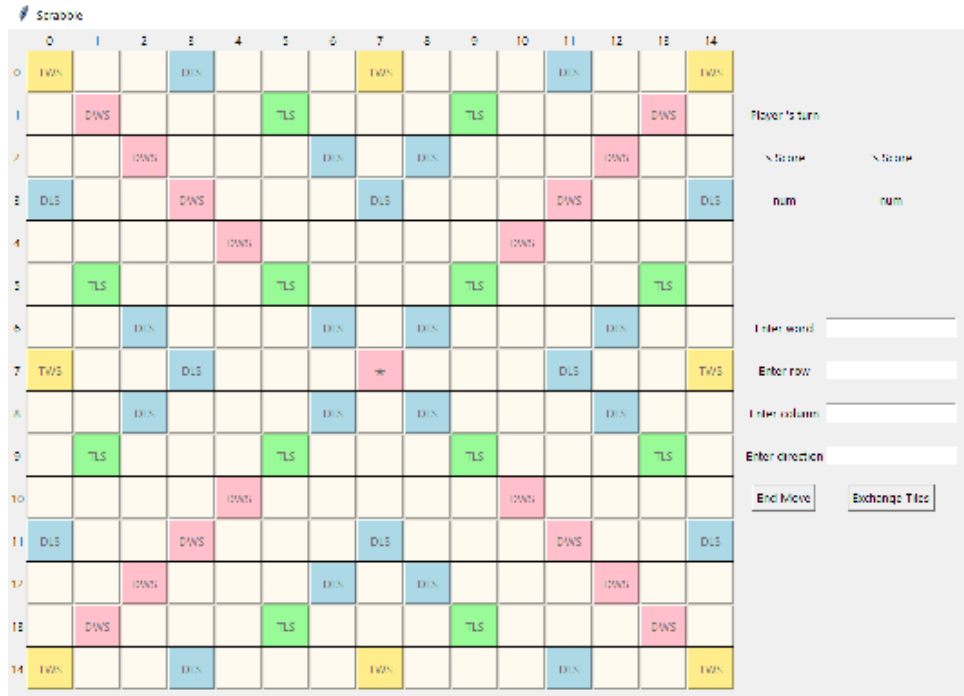 Scrabble
0 1 2 3 4 5 6 7 8 9 10 11 12 13 14
0 TWS DLS TWS DLS TWS
1 DWS TLS TLS DWS Player 's turn
2 DWS DLS DLS DWS 's Score 's Score
3 DLS DWS DLS DWS DLS num num
4 DWS DWS
5 TLS TLS TLS TLS
6 DLS DLS DLS DLS Enter word
7 TWS DLS * DLS TWS Enter row
8 DLS DLS DLS DLS Enter column
9 TLS TLS TLS TLS Enter direction
10 DWS DWS End Move Exchange Tiles
11 DLS DWS DLS DWS DLS
12 DWS DLS DLS DWS
13 DWS TLS TLS DWS
14 TWS DLS TWS DLS TWS